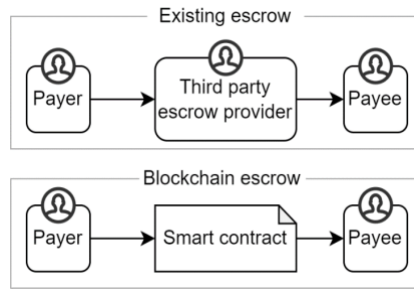 Existing escrow
Payer
Third party
escrow provider
Payee
Blockchain escrow
Payer
Smart contract
Payee